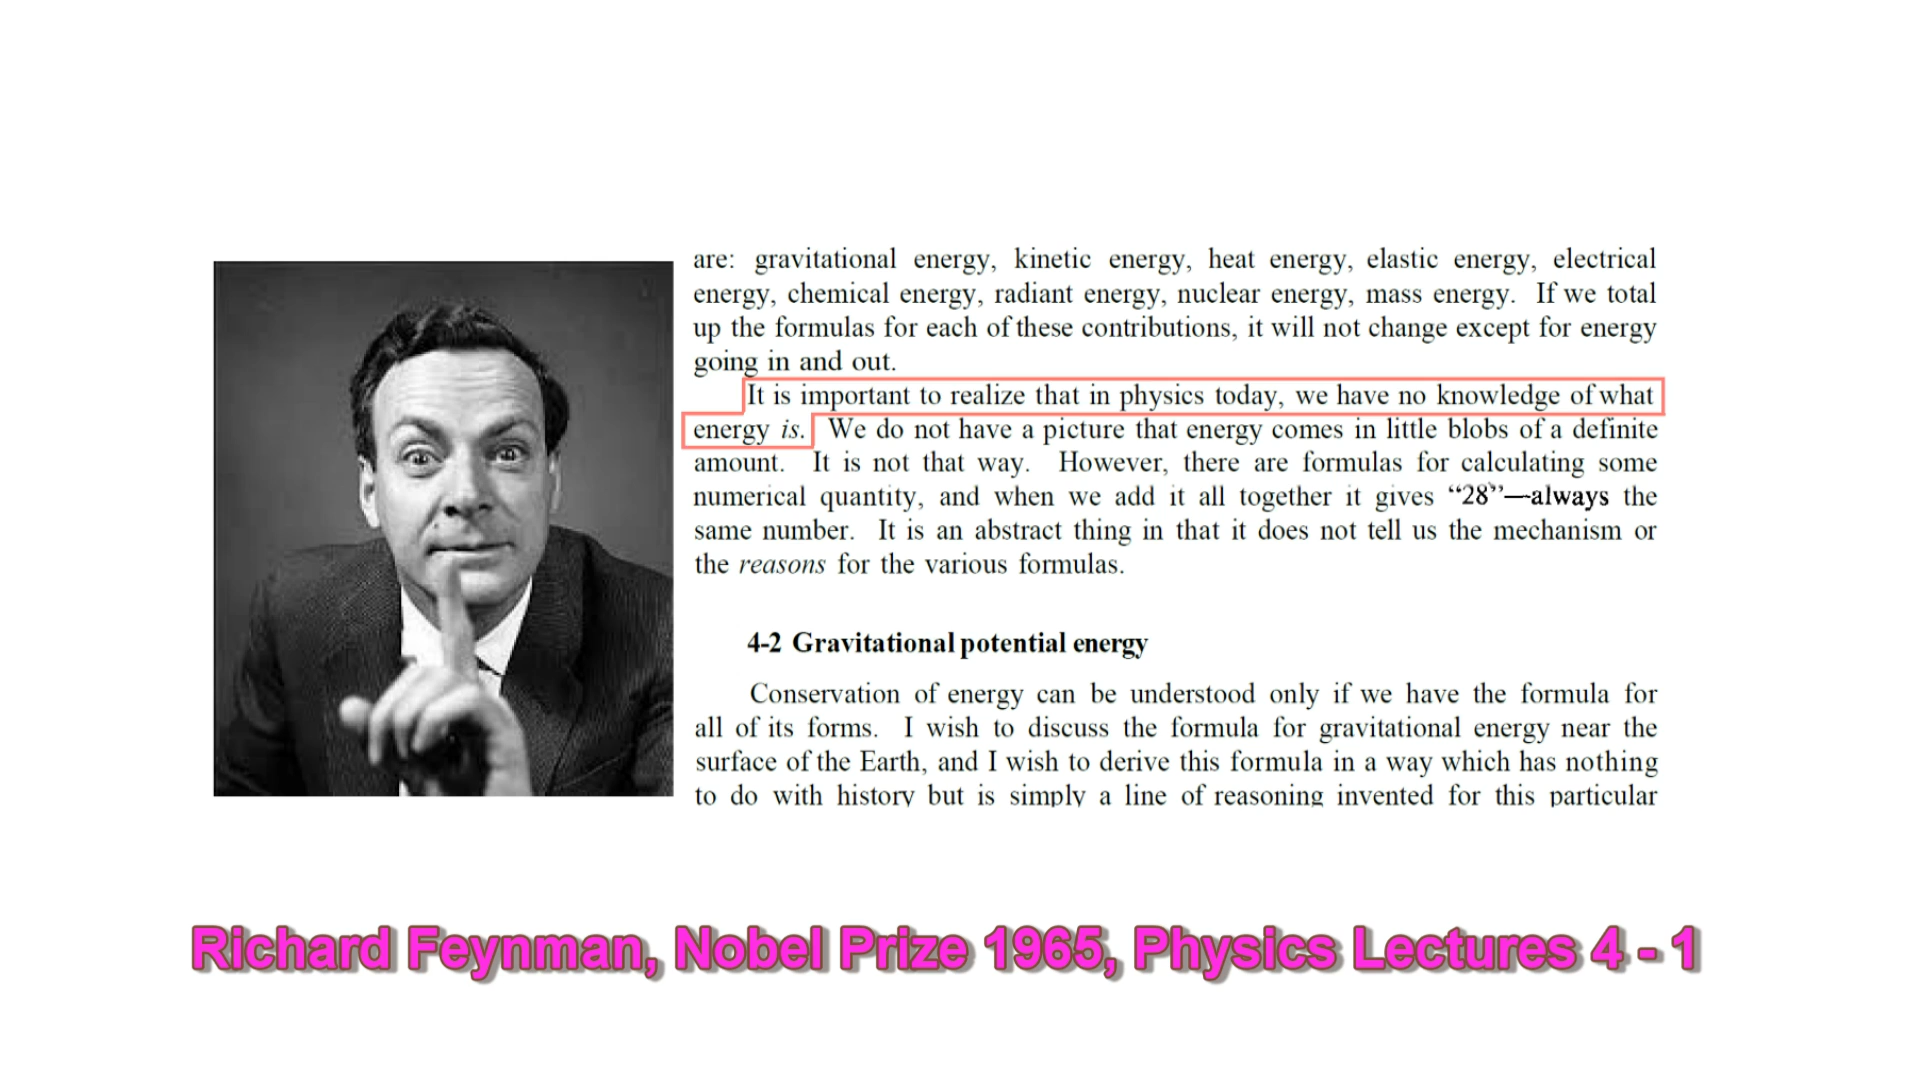 are: gravitational energy, kinetic energy, heat energy, elastic energy, electrical
energy, chemical energy, radiant energy, nuclear energy, mass energy. If we total
up the formulas for each of these contributions, it will not change except for energy
going in and out.
It is important to realize that in physics today, we have no knowledge of what
energy is. We do not have a picture that energy comes in little blobs of a definite
amount. It is not that way. However, there are formulas for calculating some
numerical quantity, and when we add it all together it gives “28”—always the
same number. It is an abstract thing in that it does not tell us the mechanism or
the reasons for the various formulas.
4-2 Gravitational potential energy
Conservation of energy can be understood only if we have the formula for
all of its forms. I wish to discuss the formula for gravitational energy near the
surface of the Earth, and I wish to derive this formula in a way which has nothing
to do with history but is simply a line of reasoning invented for this particular
Richard Feynman, Nobel Prize 1965, Physics Lectures 4 - 1